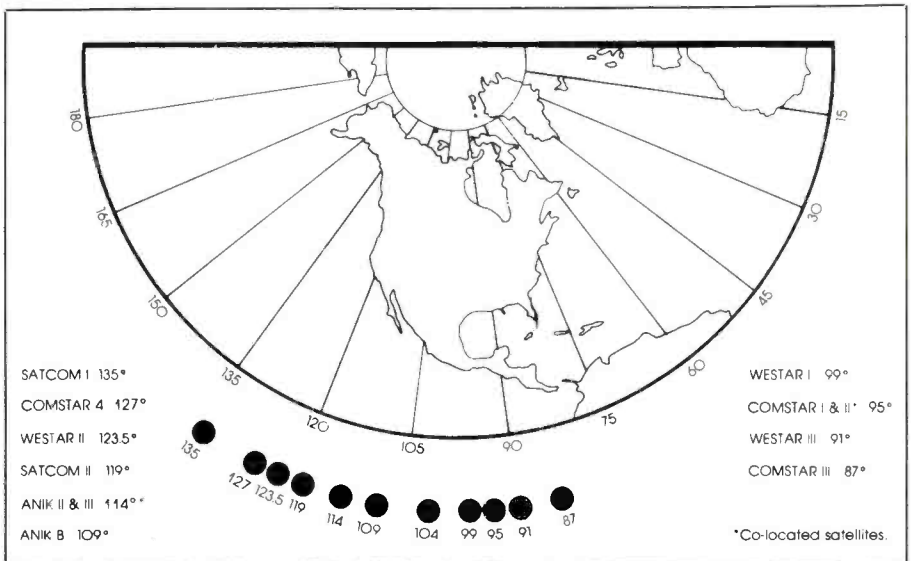 180
165
150
135
120
105
90
75
60
45
30
15
SATCOM I 135°
COMSTAR 4 127°
WESTAR II 123.5°
SATCOM II 119°
ANIK II & III 114°*
ANIK B 109°
135
127
123.5
119
114
109
104
99
95
91
87
WESTAR I 99°
COMSTAR I & II* 95°
WESTAR III 91°
COMSTAR III 87°
*Co-located satellites.